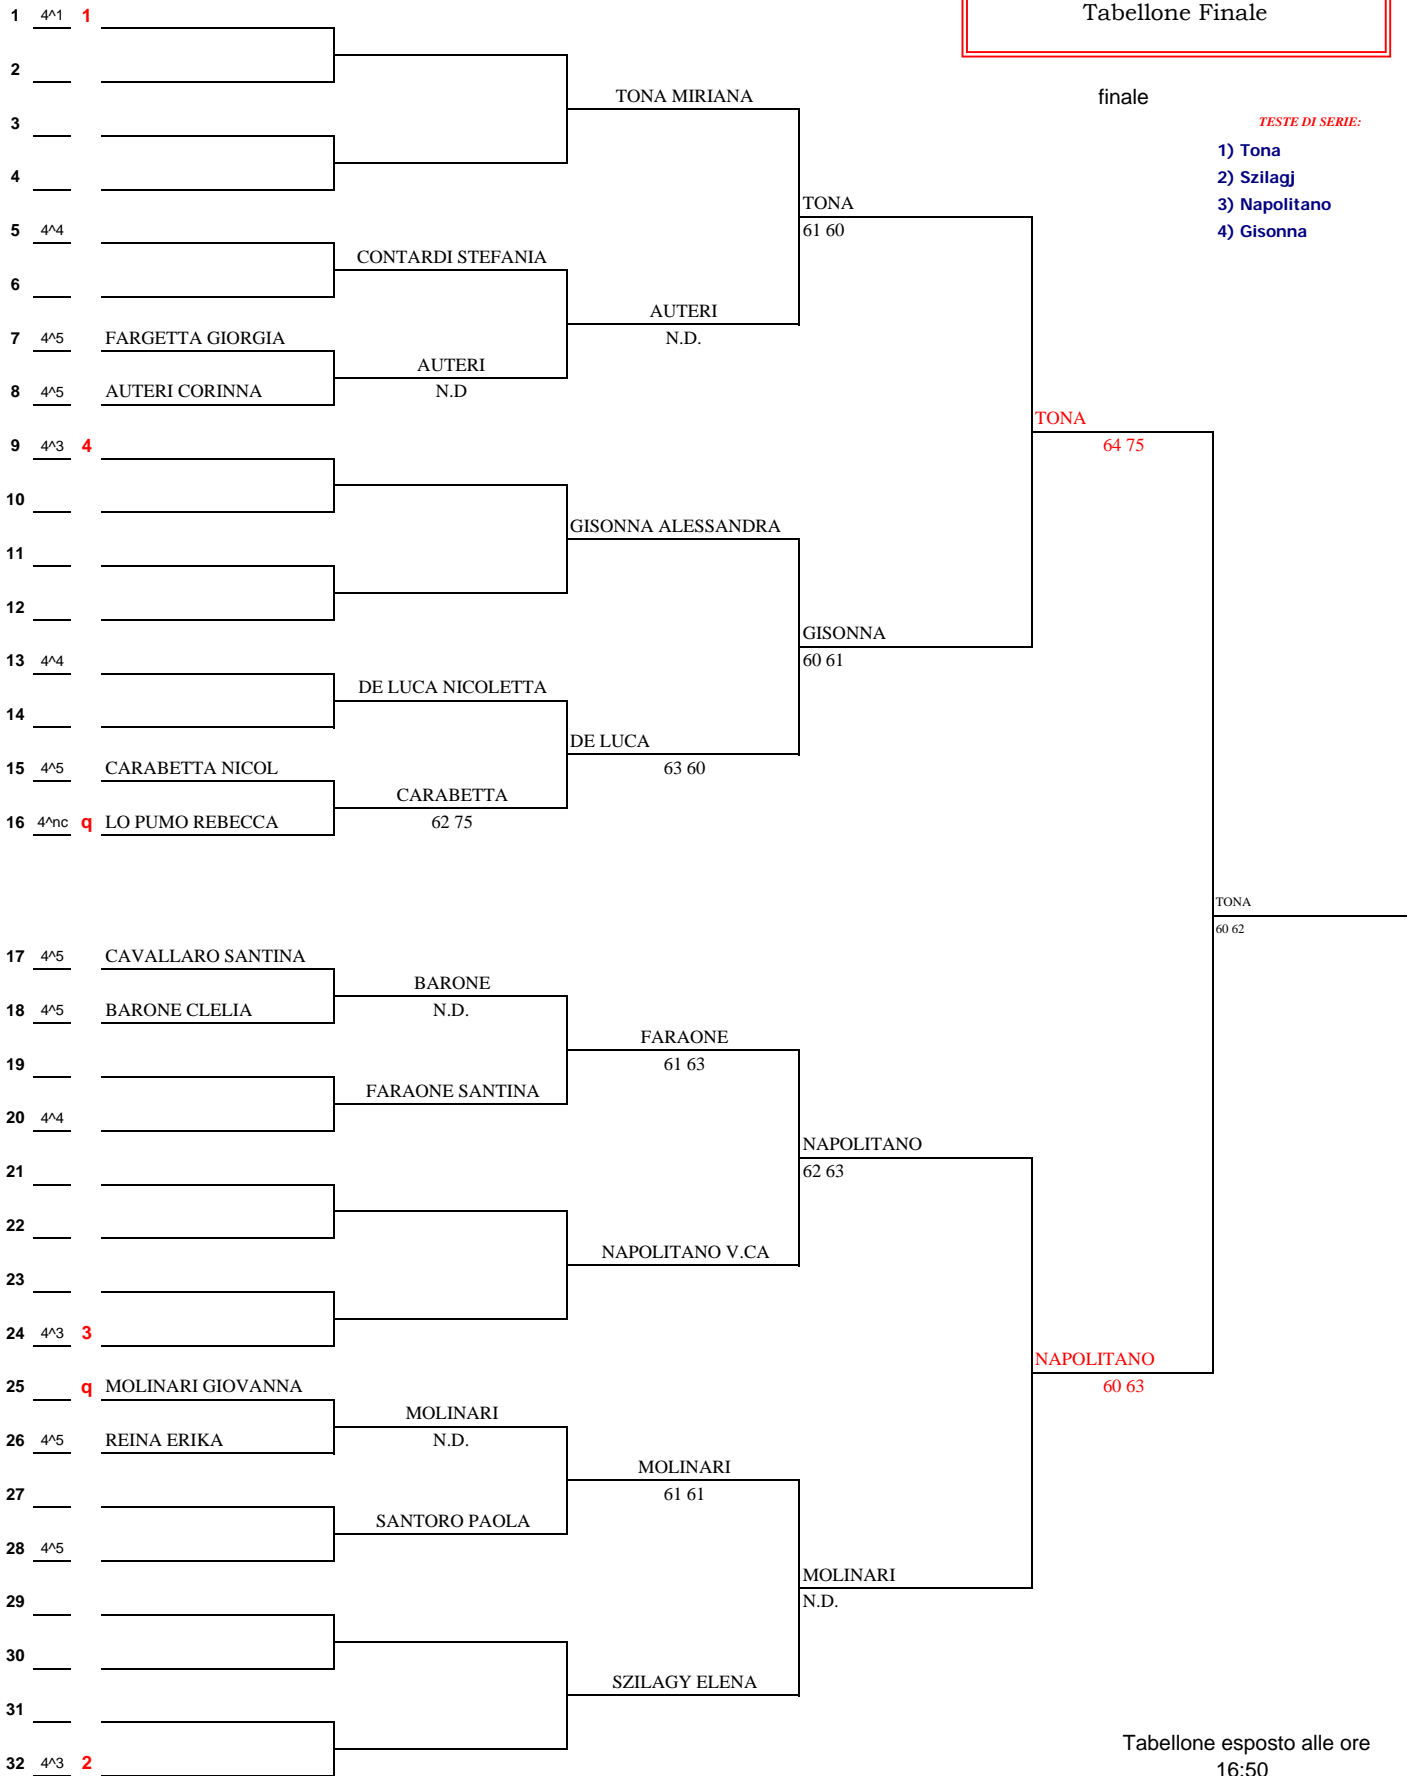 Tabellone Finale
1 4^1 1
2
TONA MIRIANA
finale
3
TESTE DI SERIE:
1) Tona
4
2) Szilagj
TONA
3) Napolitano
5 4^4
61 60
4) Gisonna
CONTARDI STEFANIA
6
AUTERI
7 4^5 FARGETTA GIORGIA
N.D.
AUTERI
8 4^5 AUTERI CORINNA
N.D
TONA
9 4^3 4
64 75
10
GISONNA ALESSANDRA
11
12
GISONNA
13 4^4
60 61
DE LUCA NICOLETTA
14
DE LUCA
15 4^5 CARABETTA NICOL
63 60
CARABETTA
16 4^nc q LO PUMO REBECCA
62 75
TONA
60 62
17 4^5 CAVALLARO SANTINA
BARONE
18 4^5 BARONE CLELIA
N.D.
FARAONE
19
61 63
FARAONE SANTINA
20 4^4
NAPOLITANO
21
62 63
22
NAPOLITANO V.CA
23
24 4^3 3
NAPOLITANO
25 q MOLINARI GIOVANNA
60 63
MOLINARI
26 4^5 REINA ERIKA
N.D.
MOLINARI
27
61 61
SANTORO PAOLA
28 4^5
MOLINARI
29
N.D.
30
SZILAGY ELENA
31
Tabellone esposto alle ore
32 4^3 2
16:50